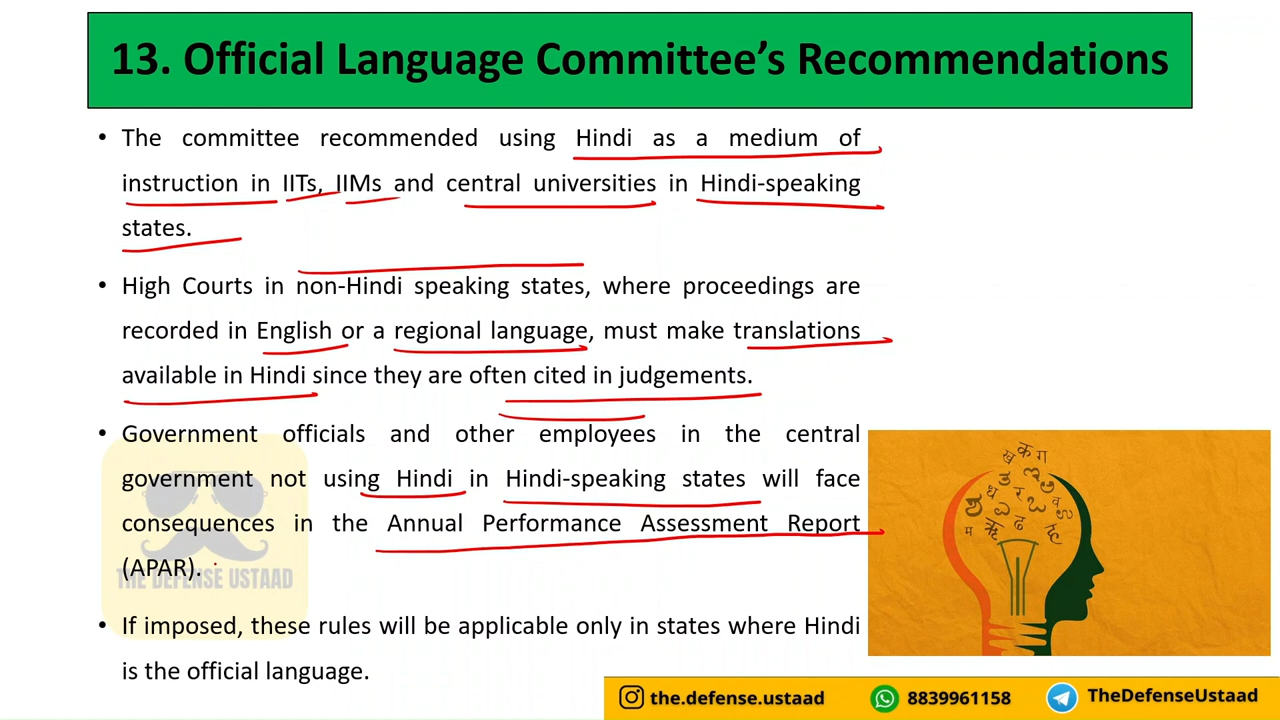 13. Official Language Committee’s Recommendations
• The committee recommended using Hindi as a medium of
instruction in IITs, IIMs and central universities in Hindi-speaking
states.
• High Courts in non-Hindi speaking states, where proceedings are
recorded in English or a regional language, must make translations
available in Hindi since they are often cited in judgements.
• Government officials and other employees in the central
government not using Hindi in Hindi-speaking states will face
consequences in the Annual Performance Assessment Report
(APAR).
THE DEFENSE USTAAD
• If imposed, these rules will be applicable only in states where Hindi
is the official language.
the.defense.ustaad
8839961158
TheDefenseUstaad